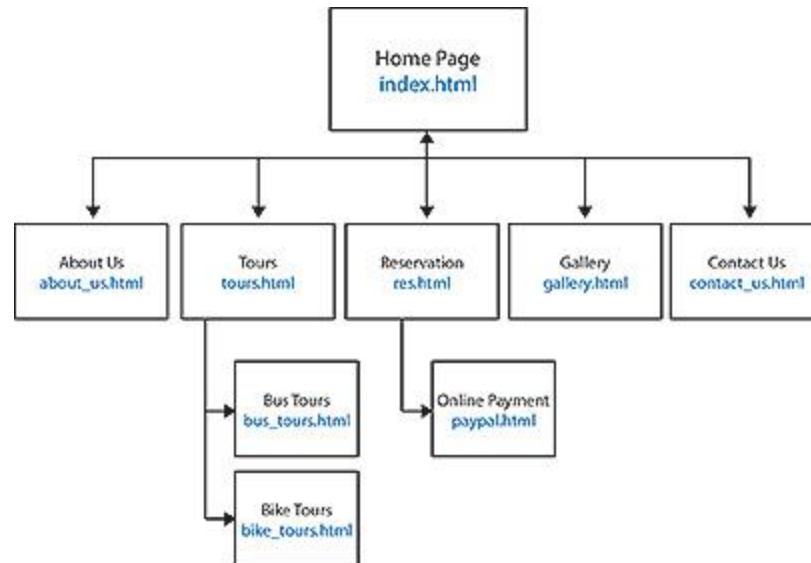 Home Page
index.html
About Us
about_us.html
Tours
tours.html
Reservation
res.html
Gallery
gallery.html
Contact Us
contact_us.html
Bus Tours
bus_tours.html
Online Payment
paypal.html
Bike Tours
bike_tours.html